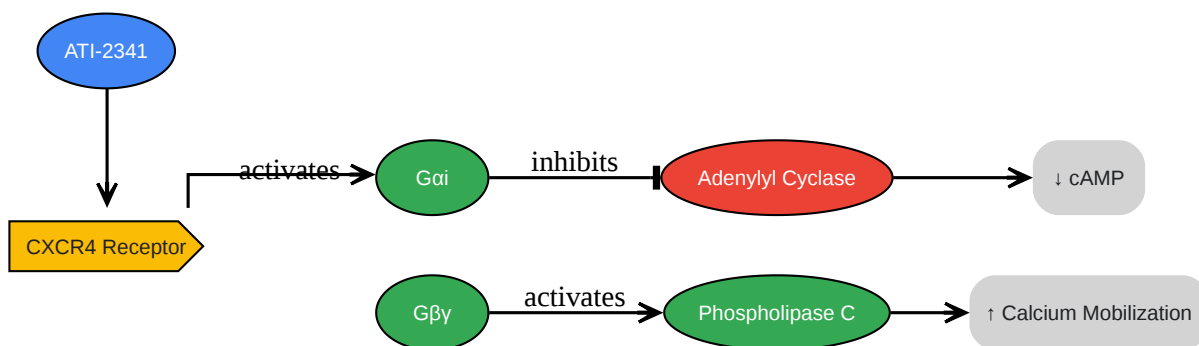 ATI-2341
activates
Gαi
inhibits
Adenylyl Cyclase
↓ cAMP
CXCR4 Receptor
Gβγ
activates
Phospholipase C
↑ Calcium Mobilization